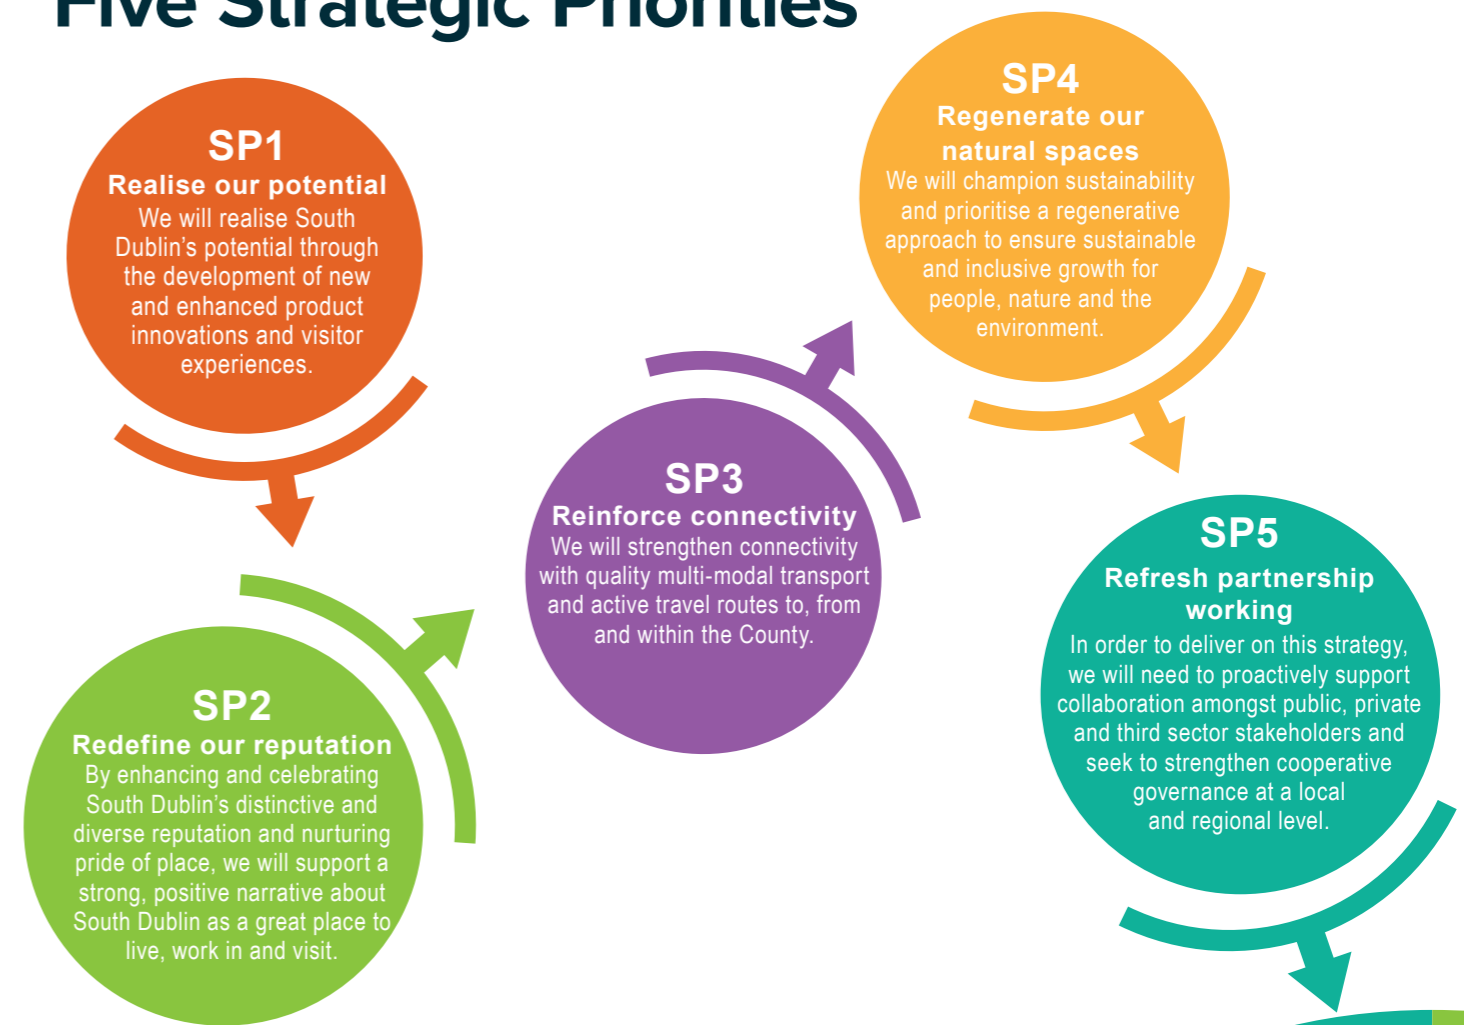 Five Strategic Priorities
SP1
Realise our potential
We will realise South
Dublin’s potential through
the development of new
and enhanced product
innovations and visitor
experiences.
SP2
Redefine our reputation
By enhancing and celebrating
South Dublin’s distinctive and
diverse reputation and nurturing
pride of place, we will support a
strong, positive narrative about
South Dublin as a great place to
live, work in and visit.
SP3
Reinforce connectivity
We will strengthen connectivity
with quality multi-modal transport
and active travel routes to, from
and within the County.
SP4
Regenerate our
natural spaces
We will champion sustainability
and prioritise a regenerative
approach to ensure sustainable
and inclusive growth for
people, nature and the
environment.
SP5
Refresh partnership
working
In order to deliver on this strategy,
we will need to proactively support
collaboration amongst public, private
and third sector stakeholders and
seek to strengthen cooperative
governance at a local
and regional level.